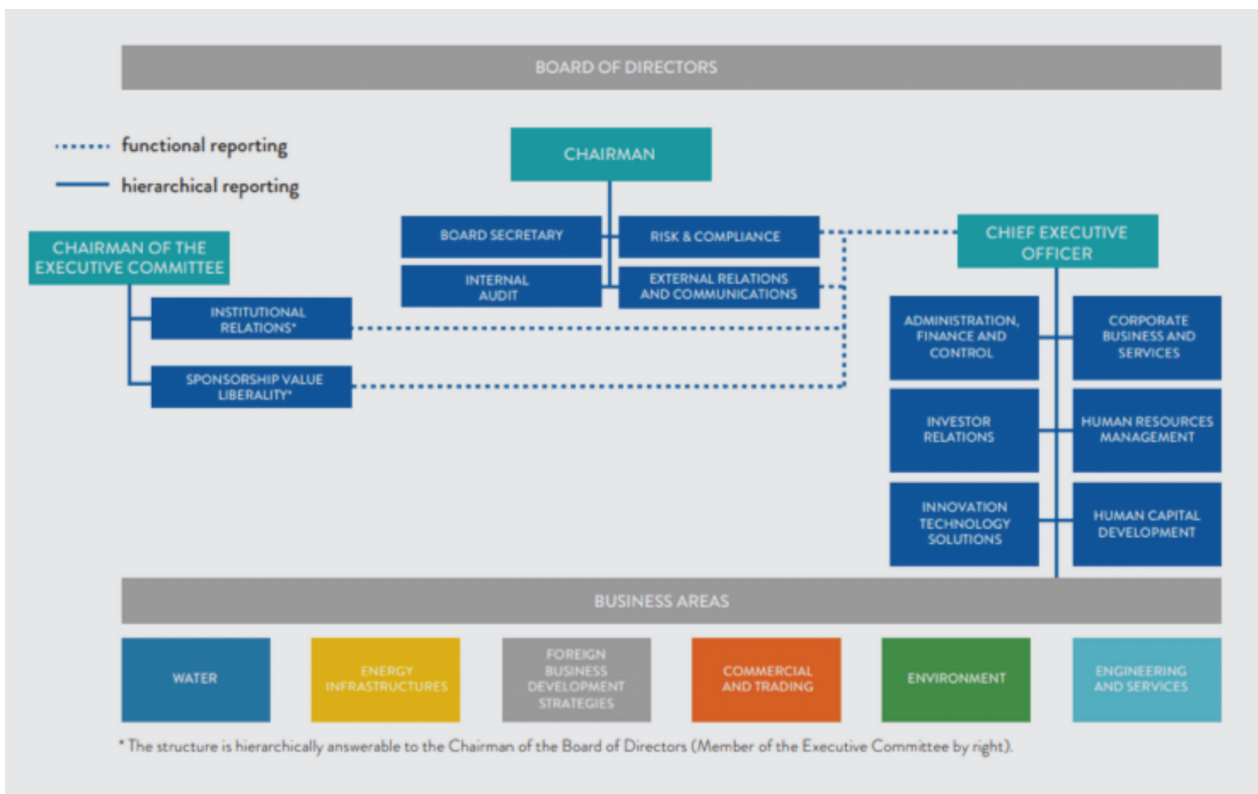 BOARD OF DIRECTORS
functional reporting
hierarchical reporting
CHAIRMAN
CHAIRMAN OF THE
EXECUTIVE COMMITTEE
INSTITUTIONAL
RELATIONS*
SPONSORSHIP VALUE
LIBERALITY*
BOARD SECRETARY
RISK & COMPLIANCE
INTERNAL
AUDIT
EXTERNAL RELATIONS
AND COMMUNICATIONS
CHIEF EXECUTIVE
OFFICER
ADMINISTRATION,
FINANCE AND
CONTROL
CORPORATE
BUSINESS AND
SERVICES
INVESTOR
RELATIONS
HUMAN RESOURCES
MANAGEMENT
INNOVATION
TECHNOLOGY
SOLUTIONS
HUMAN CAPITAL
DEVELOPMENT
BUSINESS AREAS
WATER
ENERGY
INFRASTRUCTURES
FOREIGN
BUSINESS
DEVELOPMENT
STRATEGIES
COMMERCIAL
AND TRADING
ENVIRONMENT
ENGINEERING
AND SERVICES
* The structure is hierarchically answerable to the Chairman of the Board of Directors (Member of the Executive Committee by right).